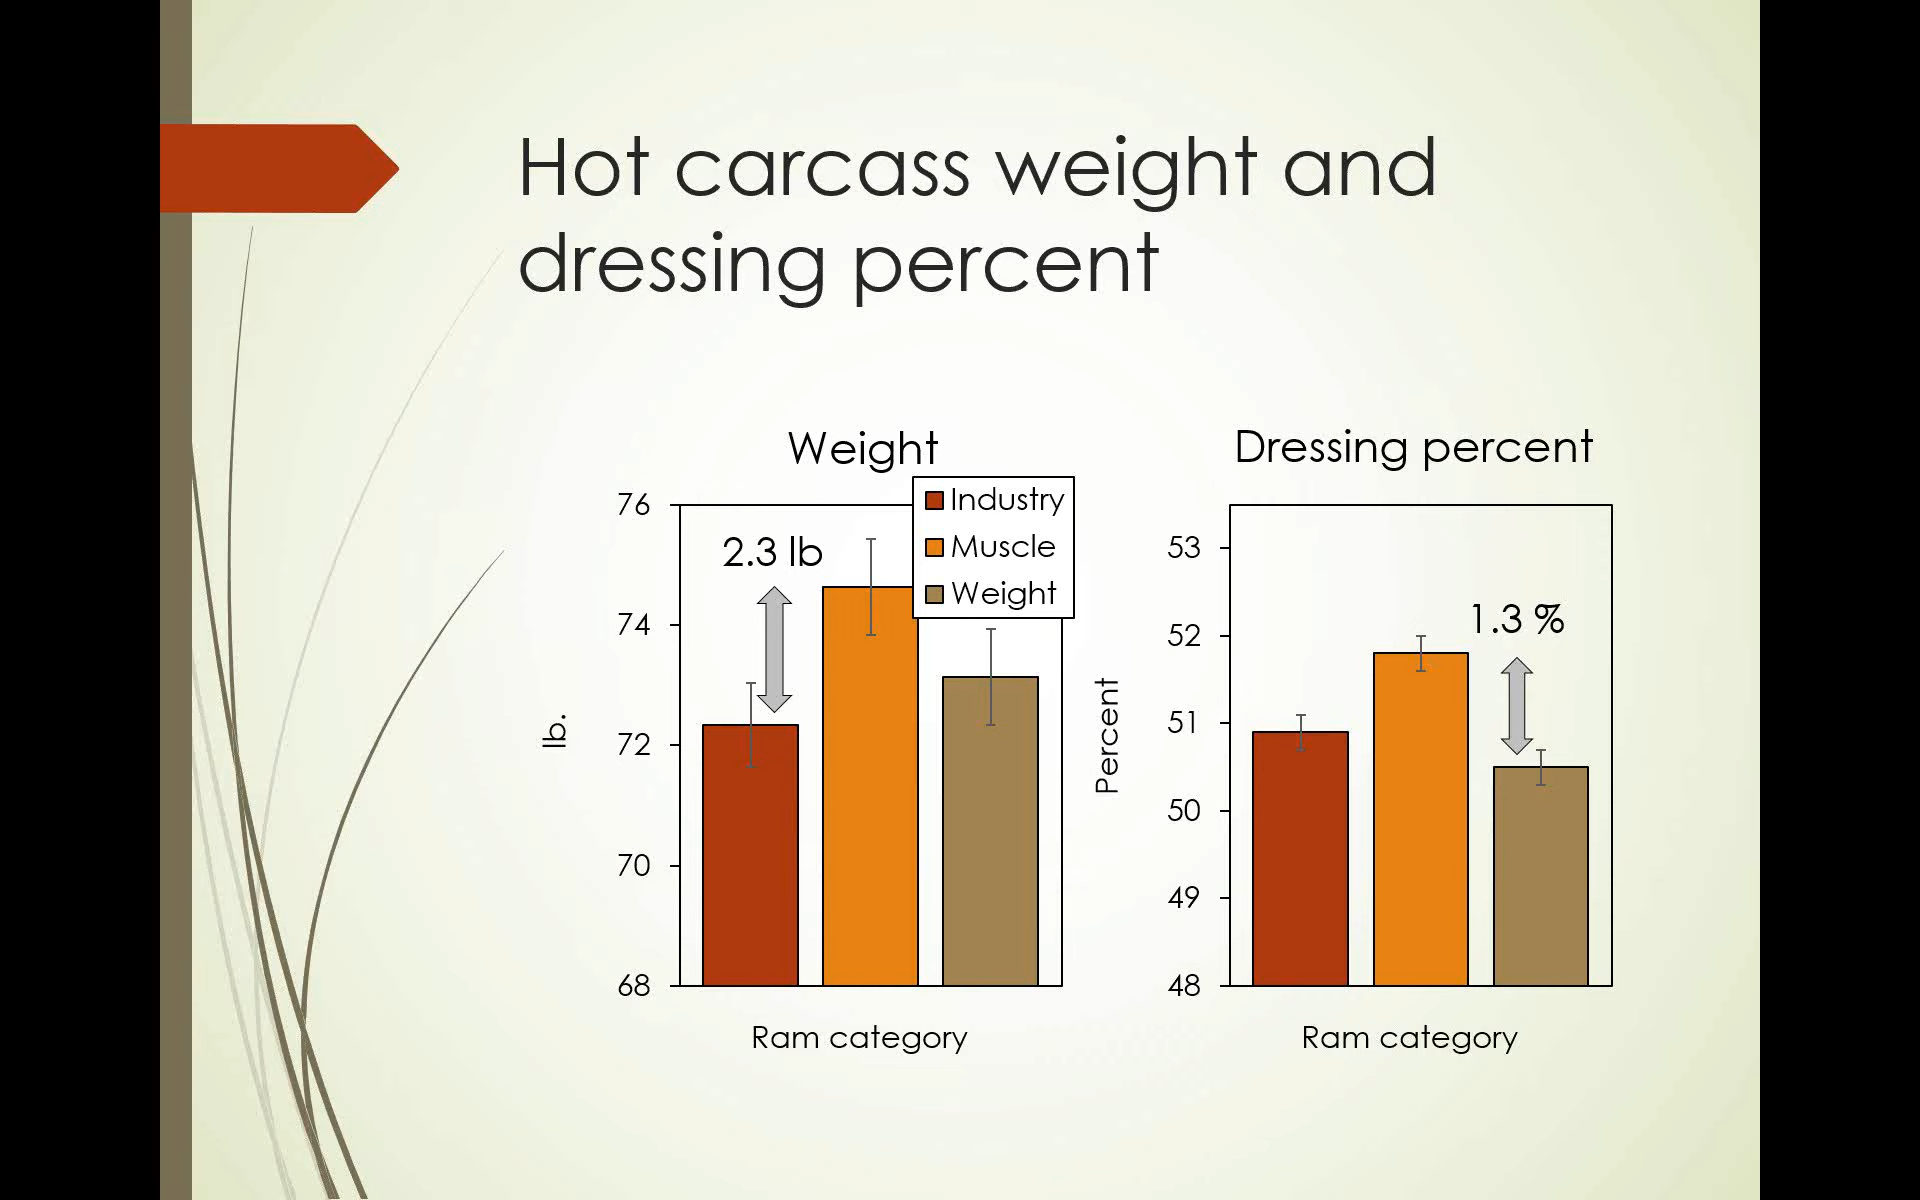 Hot carcass weight and
dressing percent
Weight
76
74
72
70
68
lb.
2.3 lb
Industry
Muscle
Weight
Ram category
Dressing percent
53
52
51
50
49
48
Percent
1.3 %
Ram category